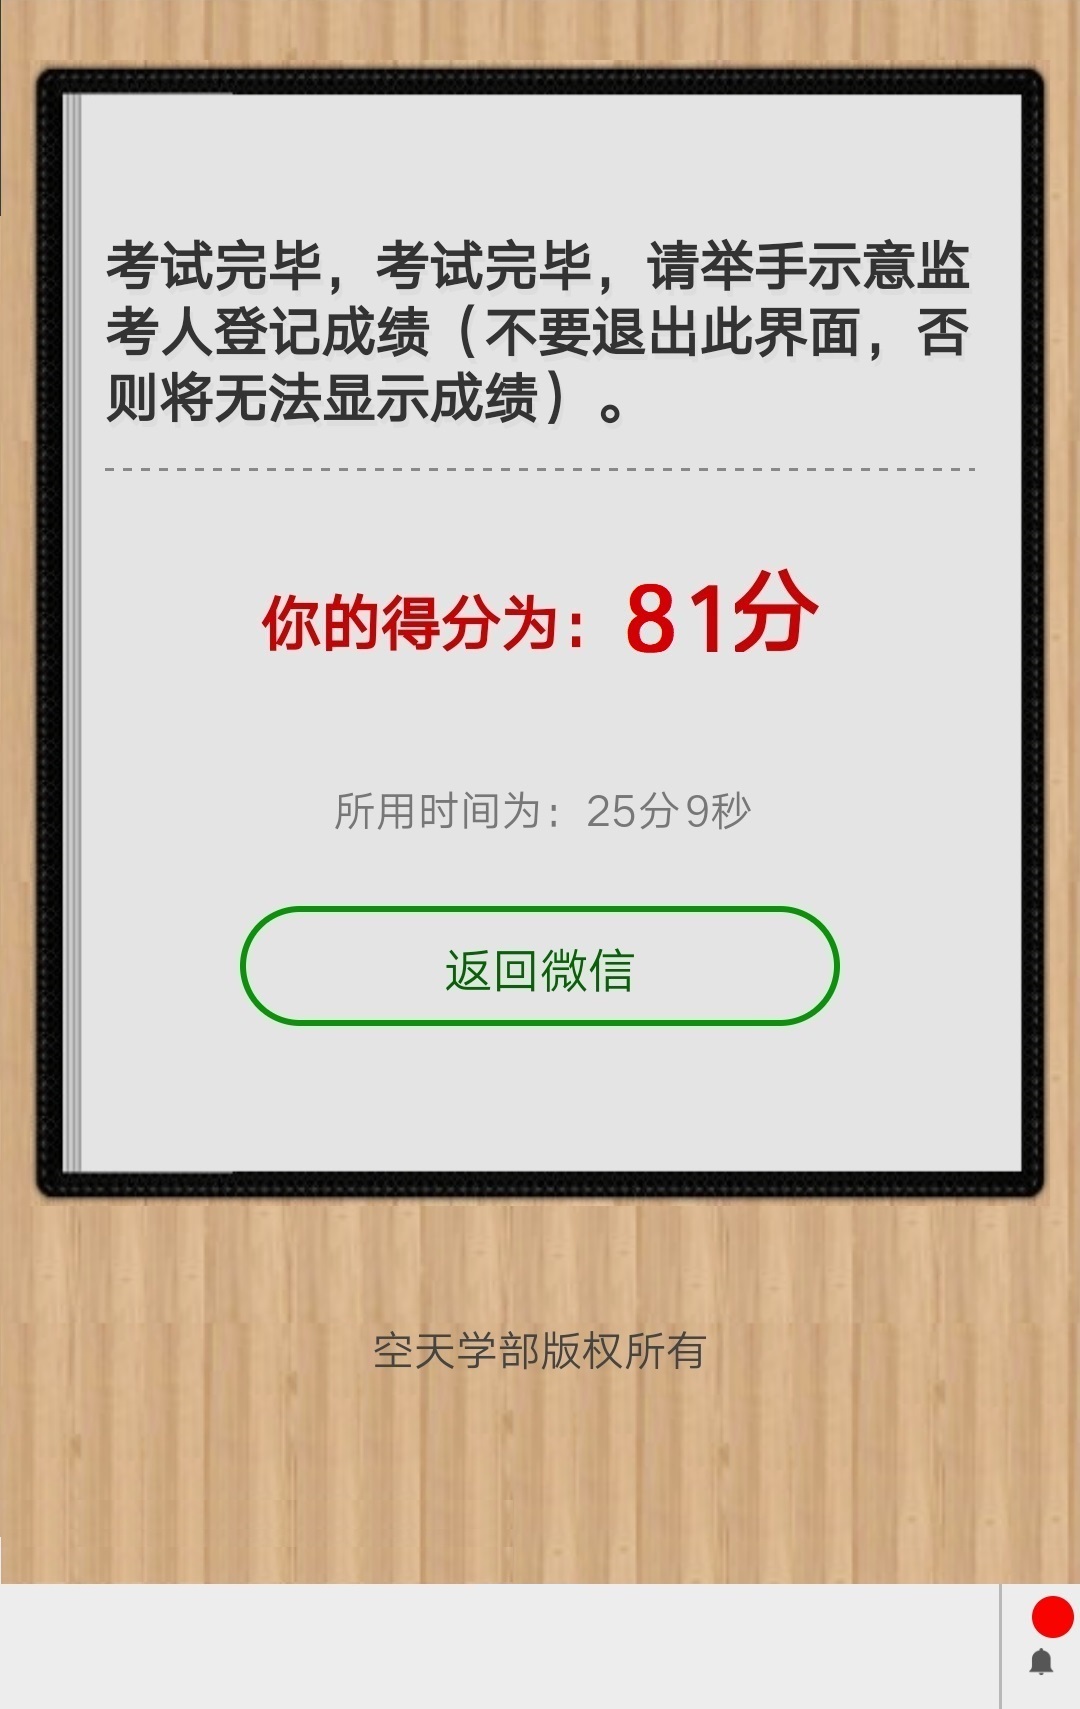 考试完毕，考试完毕，请举手示意监
考人登记成绩（不要退出此界面，否
则将无法显示成绩）。
你的得分为：81分
所用时间为：25分9秒
返回微信
空天学部版权所有